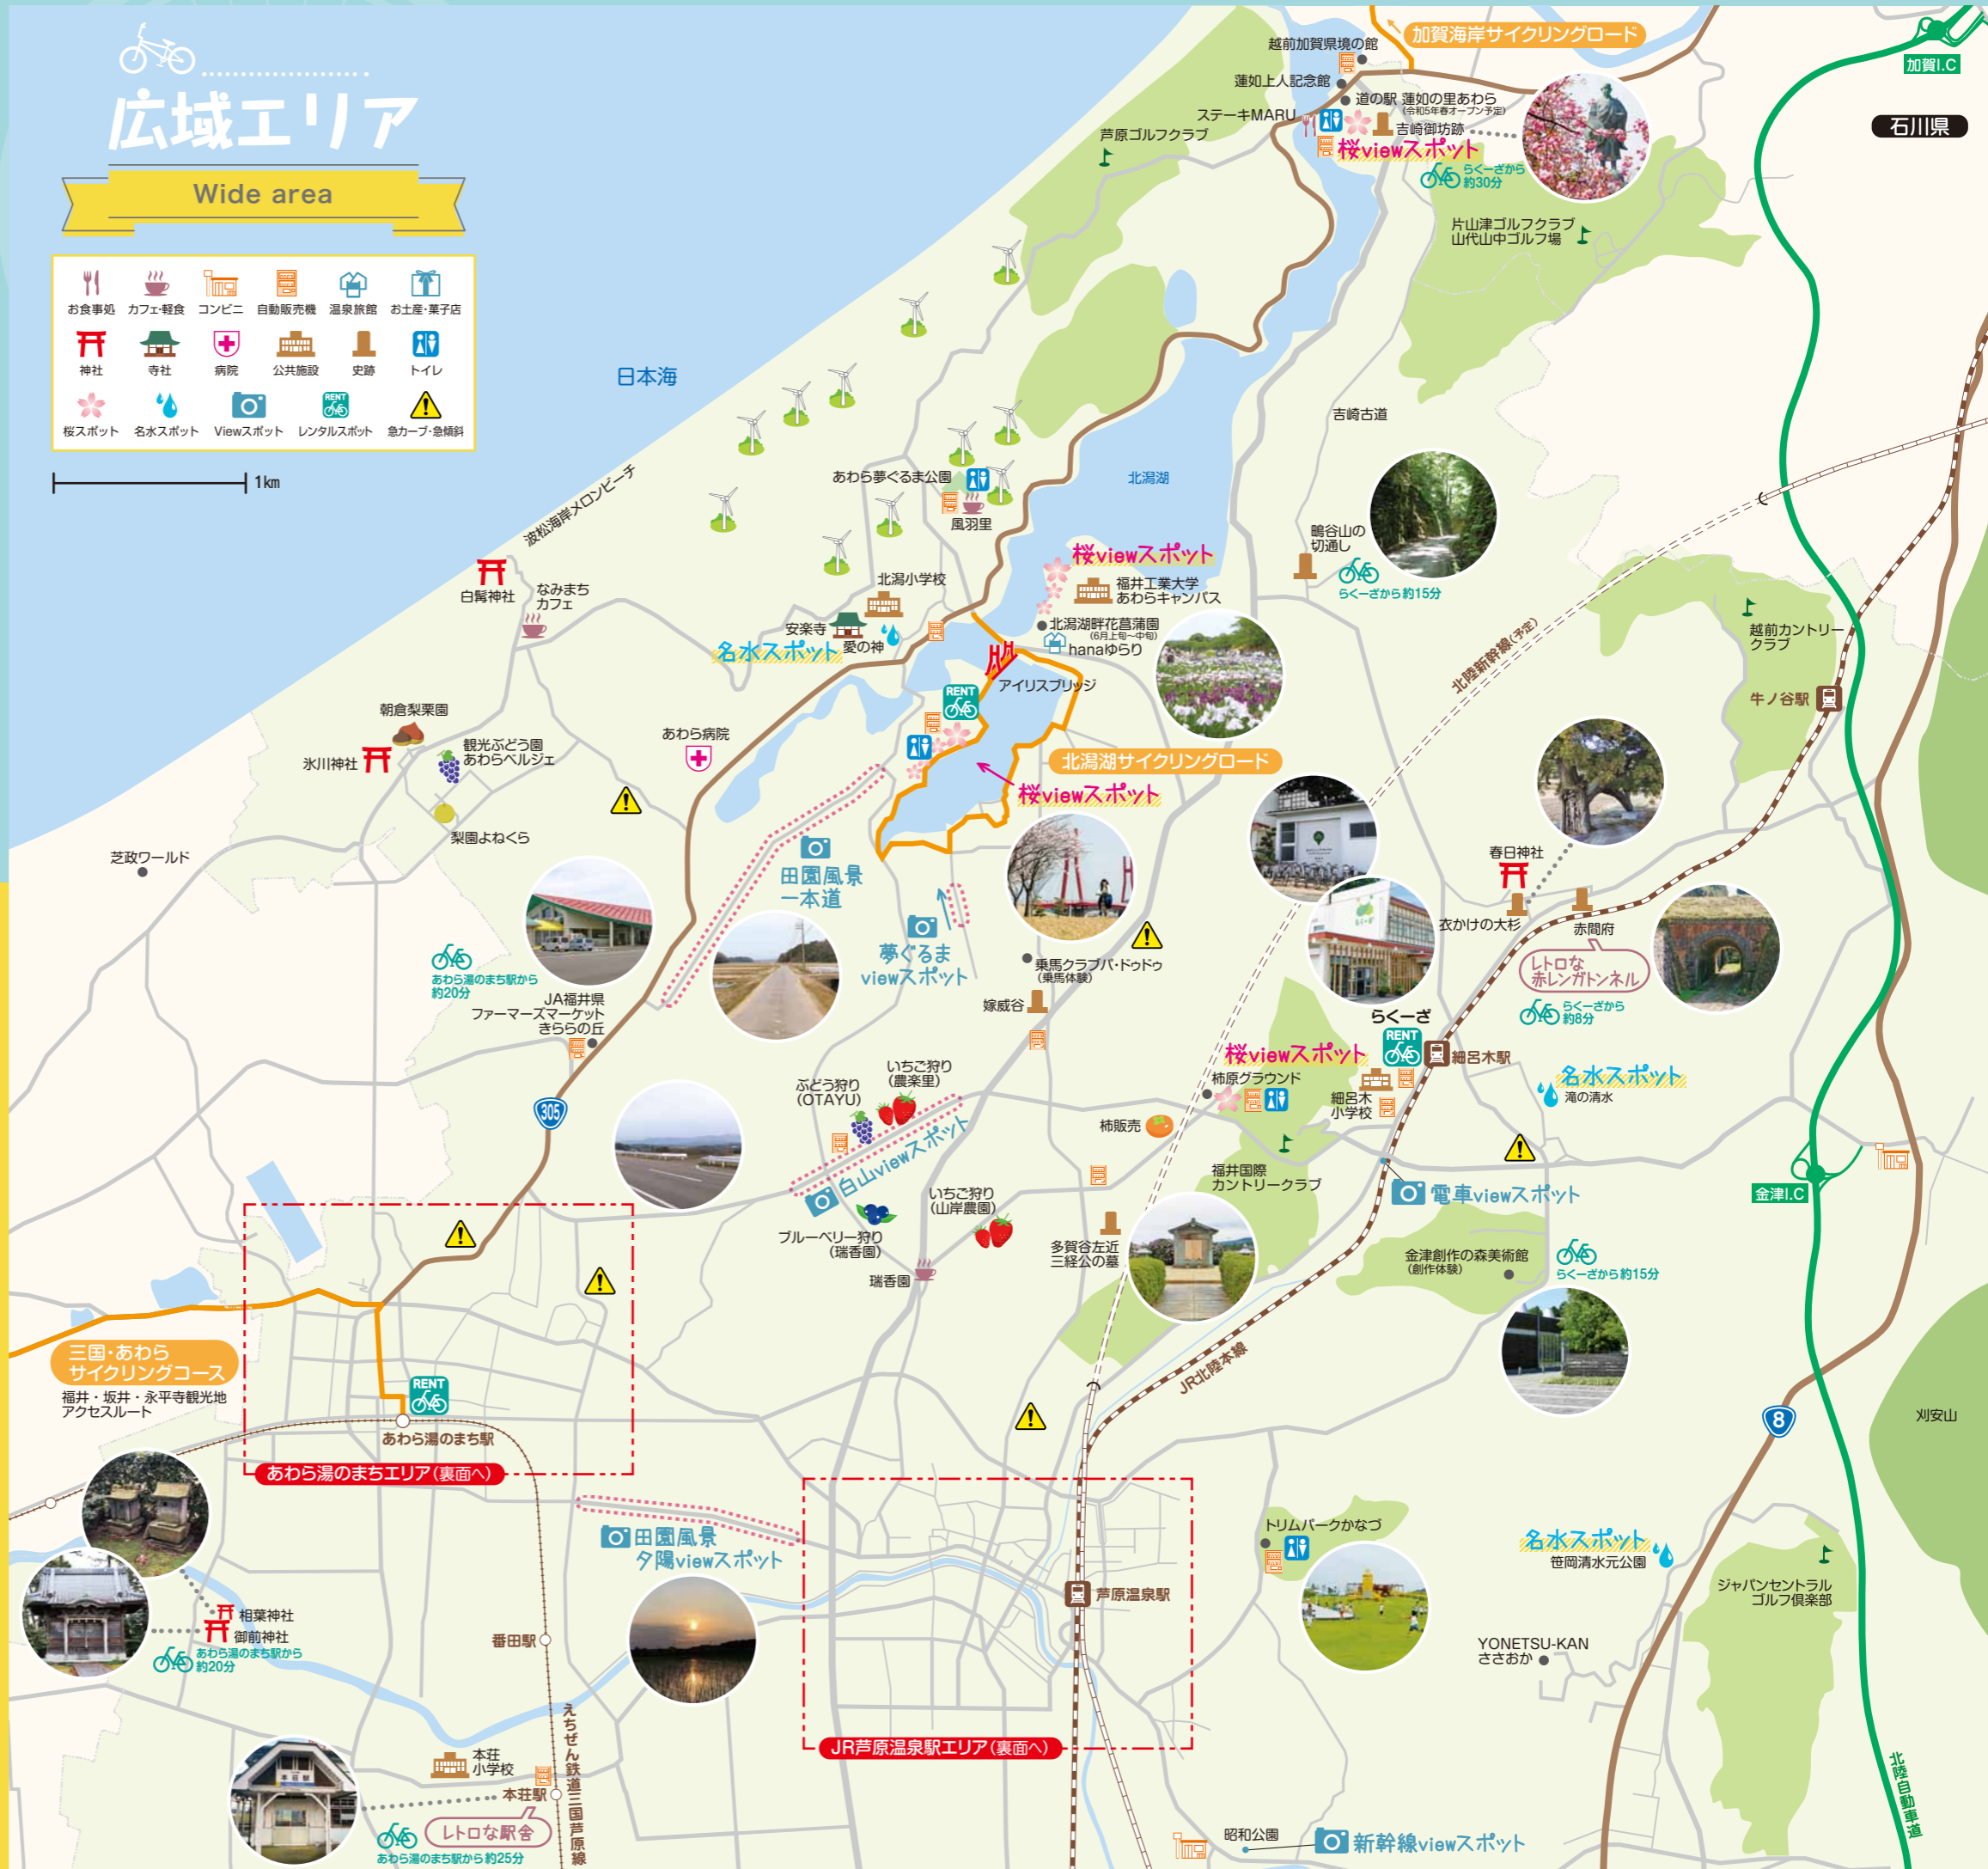 広域エリア
Wide area
お食事処
カフェ・軽食
コンビニ
自動販売機
温泉旅館
お土産・菓子店
神社
寺社
病院
公共施設
史跡
トイレ
桜スポット
名水スポット
Viewスポット
RENT
レンタルスポット
急カーブ・急傾斜
1km
日本海
加賀海岸サイクリングロード
越前加賀県境の館
蓮如上人記念館
道の駅 蓮如の里あわら
(令和5年春オープン予定)
ステーキMARU
吉崎御坊跡
桜viewスポット
らくーざから
約30分
芦原ゴルフクラブ
片山津ゴルフクラブ
山代山中ゴルフ場
加賀I.C
石川県
吉崎古道
北潟湖
あわら夢ぐるま公園
風羽里
波松海岸メロンビーチ
白髯神社
なみまち
カフェ
北潟小学校
安楽寺
愛の神
名水スポット
桜viewスポット
福井工業大学
あわらキャンパス
北潟湖畔花菖蒲園
(6月上旬〜中旬)
hanaゆらり
アイリスブリッジ
RENT
鴫谷山の
切通し
らくーざから約15分
北陸新幹線(予定)
越前カントリー
クラブ
牛ノ谷駅
朝倉梨栗園
氷川神社
観光ぶどう園
あわらベルジェ
梨園よねくら
あわら病院
芝政ワールド
北潟湖サイクリングロード
桜viewスポット
田園風景
一本道
夢ぐるま
viewスポット
乗馬クラブパ・ドゥドゥ
(乗馬体験)
嫁威谷
あわら湯のまち駅から
約20分
JA福井県
ファーマーズマーケット
きららの丘
305
春日神社
衣かけの大杉
赤間府
レトロな
赤レンガトンネル
らくーざから
約8分
らくーざ
RENT
細呂木駅
桜viewスポット
柿原グラウンド
細呂木
小学校
名水スポット
滝の清水
ぶどう狩り
(OTAYU)
いちご狩り
(農楽里)
白山viewスポット
ブルーベリー狩り
(瑞香園)
いちご狩り
(山岸農園)
瑞香園
柿販売
福井国際
カントリークラブ
多賀谷左近
三経公の墓
電車viewスポット
金津I.C
金津創作の森美術館
(創作体験)
らくーざから約15分
三国・あわら
サイクリングコース
福井・坂井・永平寺観光地
アクセスルート
RENT
あわら湯のまち駅
あわら湯のまちエリア(裏面へ)
JR北陸本線
8
刈安山
田園風景
夕陽viewスポット
トリムパークかなづ
芦原温泉駅
名水スポット
笹岡清水元公園
ジャパンセントラル
ゴルフ倶楽部
YONETSU-KAN
ささおか
相葉神社
御前神社
あわら湯のまち駅から
約20分
番田駅
えちぜん鉄道三国芦原線
JR芦原温泉駅エリア(裏面へ)
本荘
小学校
本荘駅
レトロな駅舎
あわら湯のまち駅から約25分
昭和公園
新幹線viewスポット
北陸自動車道